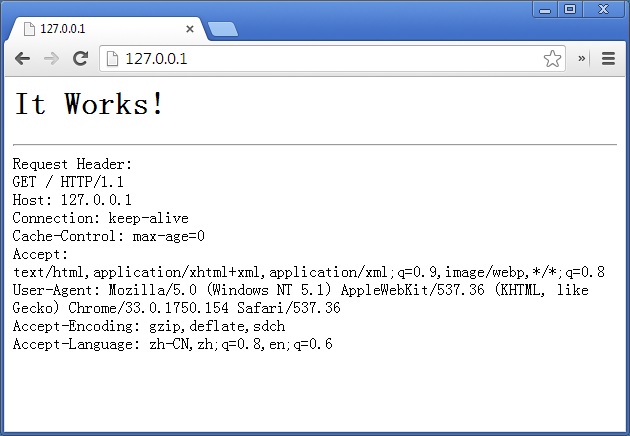 127.0.0.1
127.0.0.1
It Works!
Request Header:
GET / HTTP/1.1
Host: 127.0.0.1
Connection: keep-alive
Cache-Control: max-age=0
Accept:
text/html,application/xhtml+xml,application/xml;q=0.9,image/webp,*/*;q=0.8
User-Agent: Mozilla/5.0 (Windows NT 5.1) AppleWebKit/537.36 (KHTML, like
Gecko) Chrome/33.0.1750.154 Safari/537.36
Accept-Encoding: gzip,deflate,sdch
Accept-Language: zh-CN,zh;q=0.8,en;q=0.6